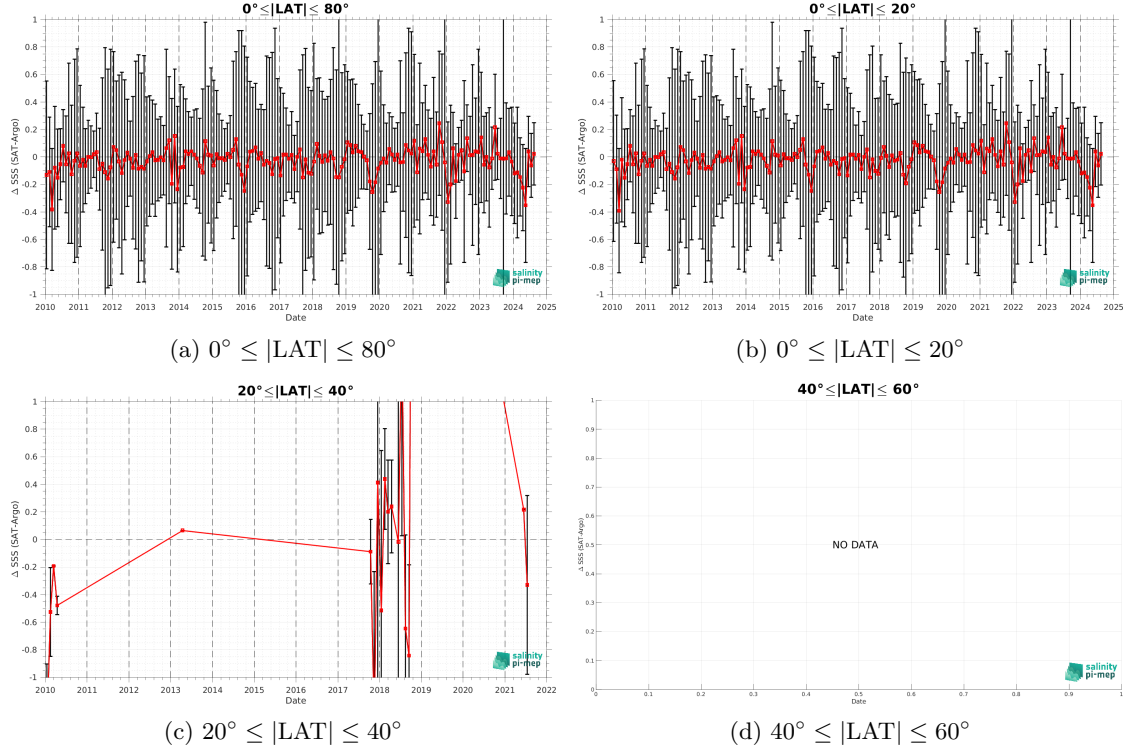 0°≤|LAT|≤ 80°
Δ SSS (SAT-Argo)
1
0.8
0.6
0.4
0.2
0
-0.2
-0.4
-0.6
-0.8
-1
2010 2011 2012 2013 2014 2015 2016 2017 2018 2019 2020 2021 2022 2023 2024 2025
Date
salinity
pi-mep
(a) 0° ≤ |LAT| ≤ 80°
0°≤|LAT|≤ 20°
Δ SSS (SAT-Argo)
1
0.8
0.6
0.4
0.2
0
-0.2
-0.4
-0.6
-0.8
-1
2010 2011 2012 2013 2014 2015 2016 2017 2018 2019 2020 2021 2022 2023 2024 2025
Date
salinity
pi-mep
(b) 0° ≤ |LAT| ≤ 20°
20°≤|LAT|≤ 40°
Δ SSS (SAT-Argo)
1
0.8
0.6
0.4
0.2
0
-0.2
-0.4
-0.6
-0.8
-1
2010 2011 2012 2013 2014 2015 2016 2017 2018 2019 2020 2021 2022
Date
salinity
pi-mep
(c) 20° ≤ |LAT| ≤ 40°
40°≤|LAT|≤ 60°
Δ SSS (SAT-Argo)
1
0.9
0.8
0.7
0.6
0.5
0.4
0.3
0.2
0.1
0
NO DATA
0 0.1 0.2 0.3 0.4 0.5 0.6 0.7 0.8 0.9 1
Date
salinity
pi-mep
(d) 40° ≤ |LAT| ≤ 60°